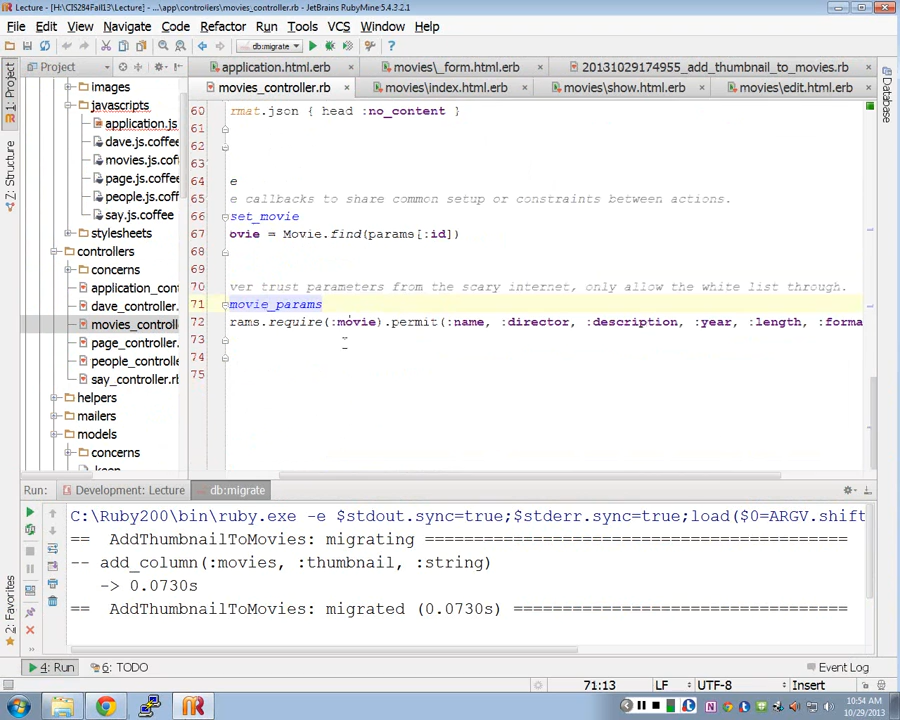 Lecture - [H:\CIS284Fall13\Lecture] - ...\app\controllers\movies_controller.rb - JetBrains RubyMine 5.4.3.2.1
File Edit View Navigate Code Refactor Run Tools VCS Window Help
db:migrate
application.html.erb movies\_form.html.erb 20131029174955_add_thumbnail_to_movies.rb
Project
movies_controller.rb movies\index.html.erb movies\show.html.erb movies\edit.html.erb
1: Project
Z: Structure
2: Favorites
Database
images
javascripts
application.js
dave.js.coffee
movies.js.coffee
page.js.coffee
people.js.coff
say.js.coffee
stylesheets
controllers
concerns
application_cont
dave_controller.
movies_controll
page_controller.
people_controll
say_controller.rb
helpers
mailers
models
concerns
.keep
60 rmat.json { head :no_content }
61
62
63
64 e
65 e callbacks to share common setup or constraints between actions.
66 set_movie
67 ovie = Movie.find(params[:id])
68
69
70 ver trust parameters from the scary internet, only allow the white list through.
71 movie_params
72 rams.require(:movie).permit(:name, :director, :description, :year, :length, :forma
73
74
75
Run: Development: Lecture db:migrate
C:\Ruby200\bin\ruby.exe -e $stdout.sync=true;$stderr.sync=true;load($0=ARGV.shift
== AddThumbnailToMovies: migrating =========================================
-- add_column(:movies, :thumbnail, :string)
-> 0.0730s
== AddThumbnailToMovies: migrated (0.0730s) ================================
4: Run 6: TODO Event Log
71:13 LF UTF-8 Insert
10:54 AM
10/29/2013